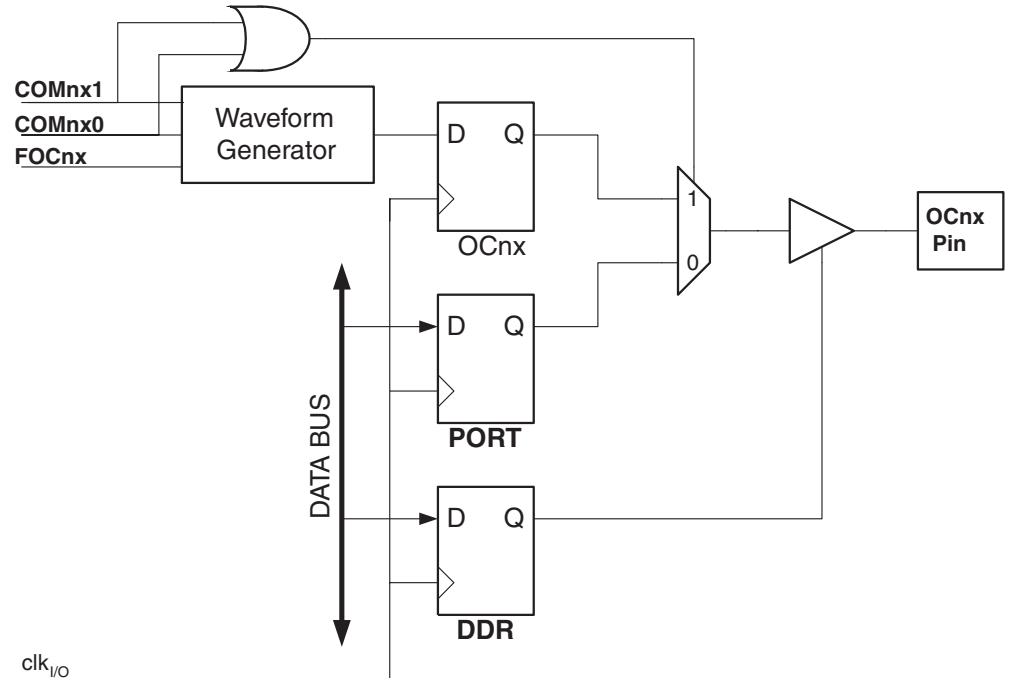 COMnx1
COMnx0
FOCnx
Waveform
Generator
D Q
OCnx
1
0
OCnx
Pin
D Q
PORT
DATA BUS
D Q
DDR
clkI/O